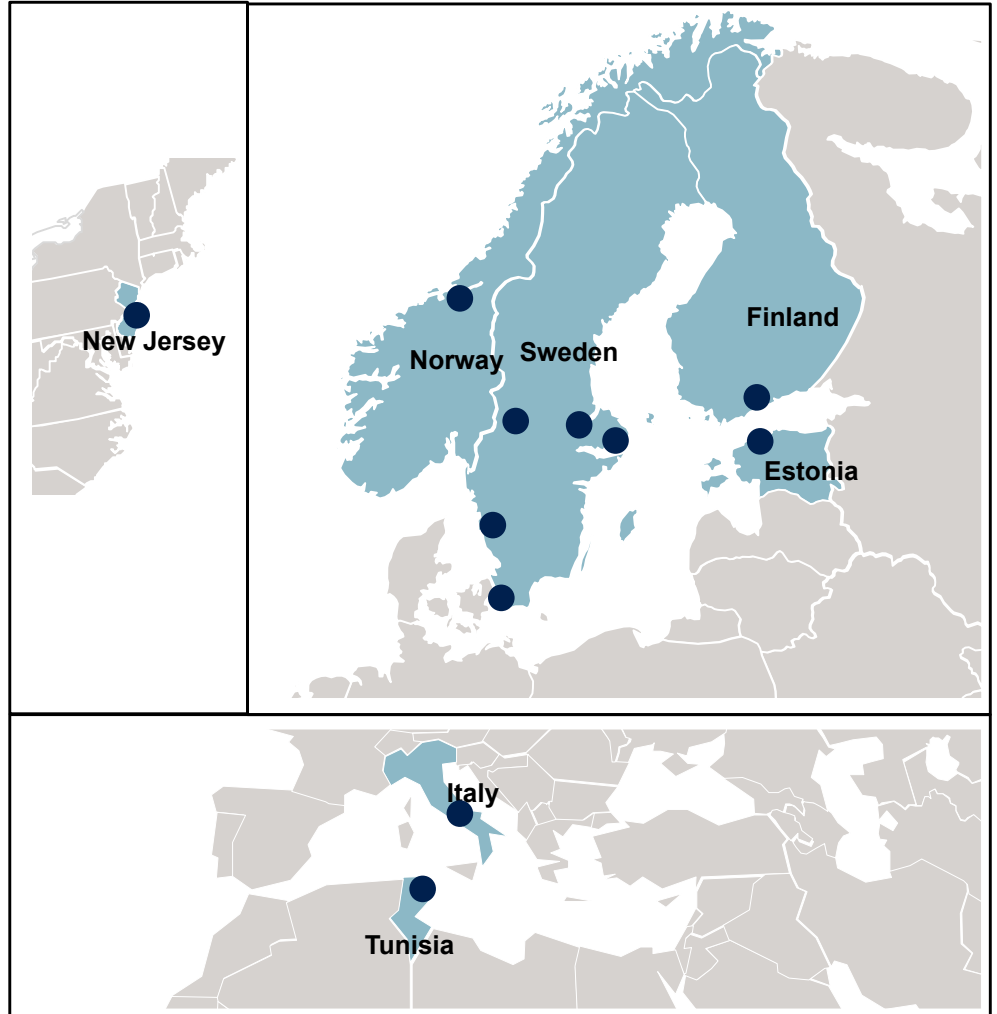 New Jersey
Norway
Sweden
Finland
Estonia
Italy
Tunisia